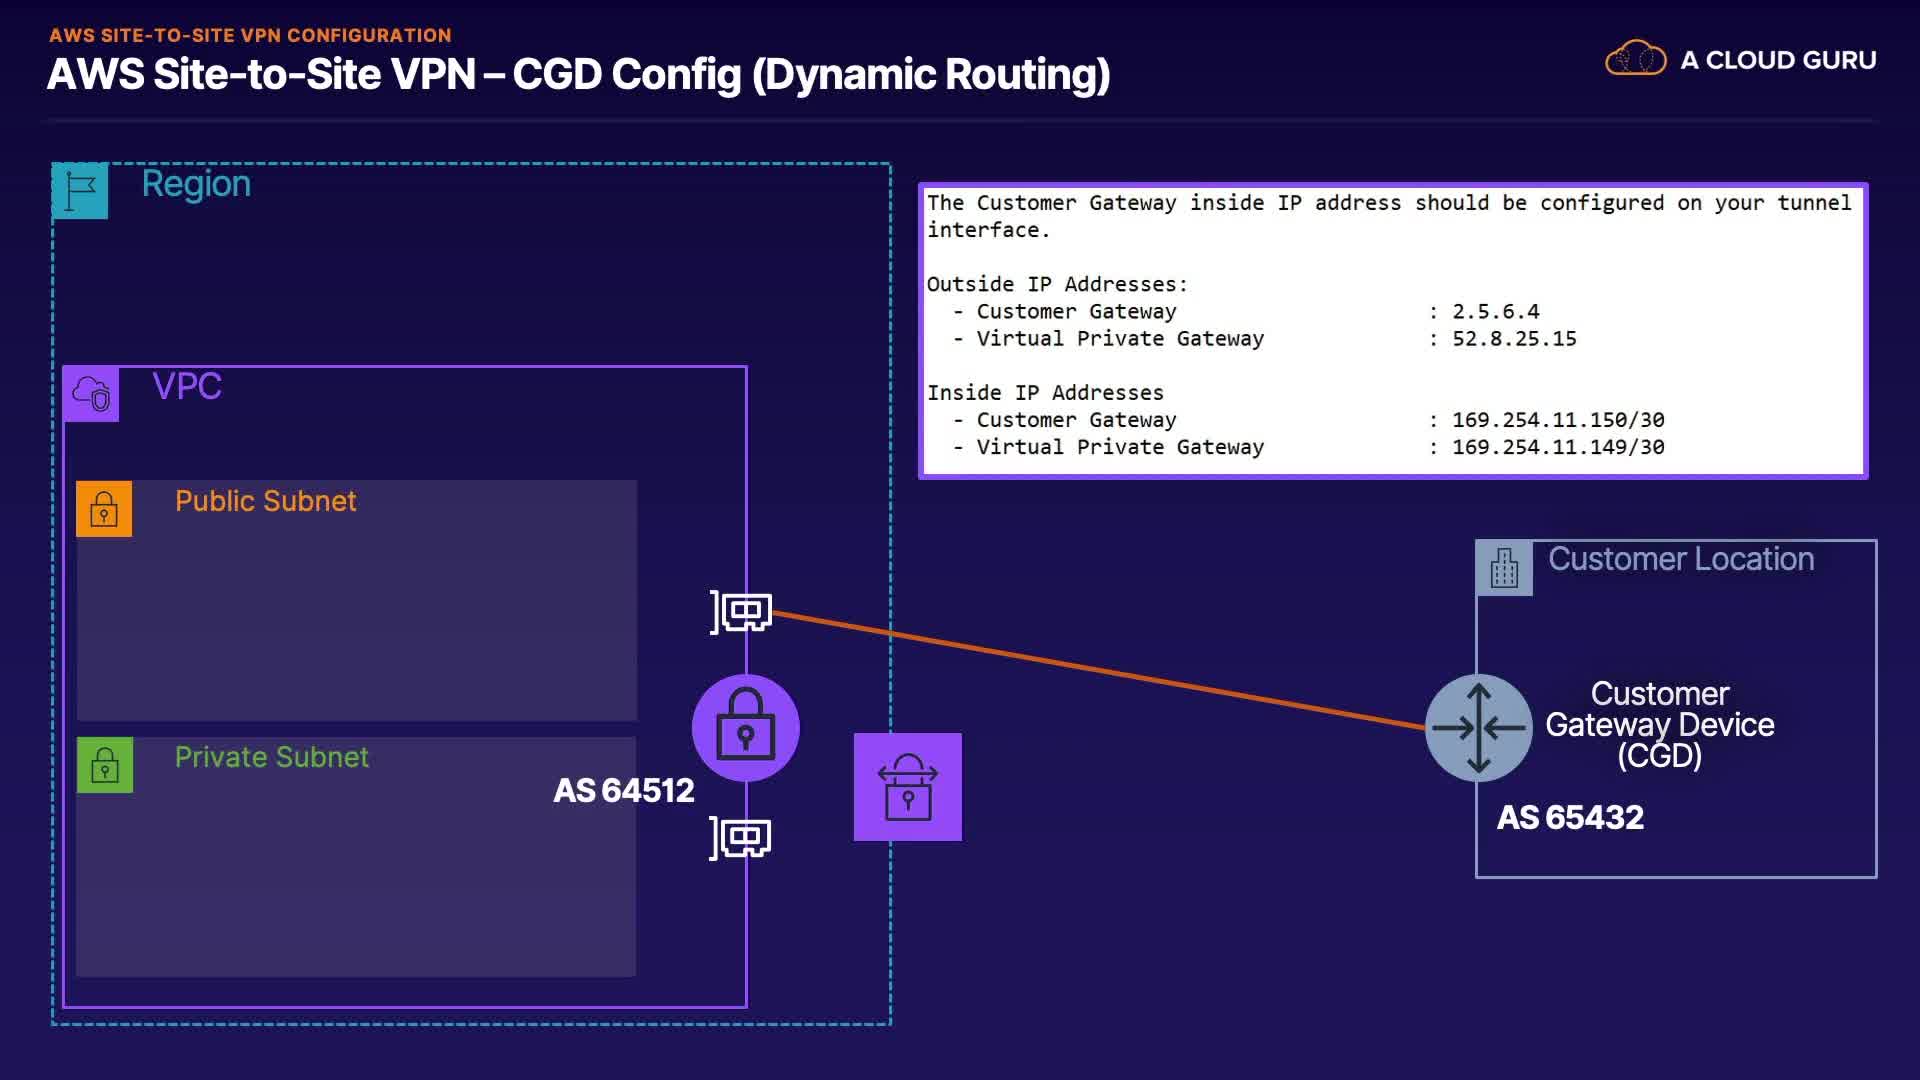 AWS SITE-TO-SITE VPN CONFIGURATION
AWS Site-to-Site VPN – CGD Config (Dynamic Routing)
A CLOUD GURU
Region
The Customer Gateway inside IP address should be configured on your tunnel
interface.
Outside IP Addresses:
- Customer Gateway : 2.5.6.4
- Virtual Private Gateway : 52.8.25.15
Inside IP Addresses
- Customer Gateway : 169.254.11.150/30
- Virtual Private Gateway : 169.254.11.149/30
VPC
Public Subnet
Private Subnet
AS 64512
Customer Location
Customer
Gateway Device
(CGD)
AS 65432